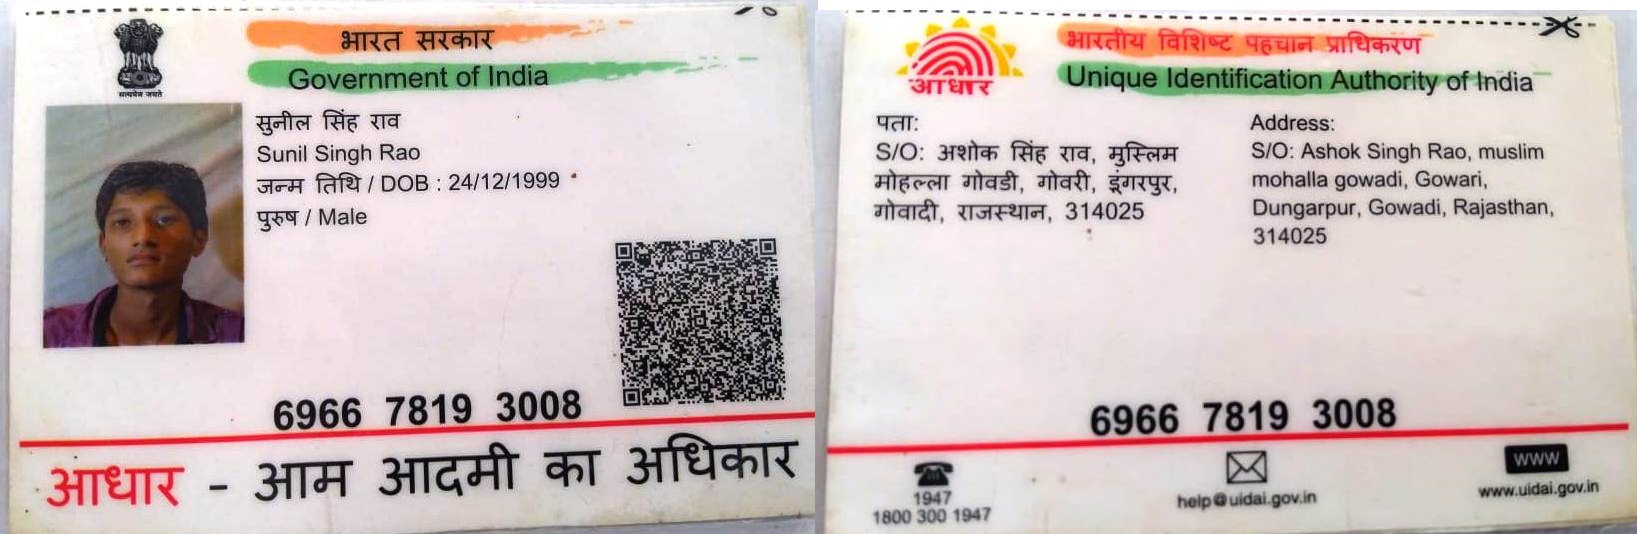 भारत सरकार
Government of India
सत्यमेव जयते
सुनील सिंह राव
Sunil Singh Rao
जन्म तिथि / DOB : 24/12/1999
पुरुष / Male
6966 7819 3008
आधार - आम आदमी का अधिकार
भारतीय विशिष्ट पहचान प्राधिकरण
Unique Identification Authority of India
आधार
पता:
S/O: अशोक सिंह राव, मुस्लिम
मोहल्ला गोवडी, गोवरी, डूंगरपुर,
गोवादी, राजस्थान, 314025
Address:
S/O: Ashok Singh Rao, muslim
mohalla gowadi, Gowari,
Dungarpur, Gowadi, Rajasthan,
314025
6966 7819 3008
1947
1800 300 1947
help@uidai.gov.in
WWW
www.uidai.gov.in